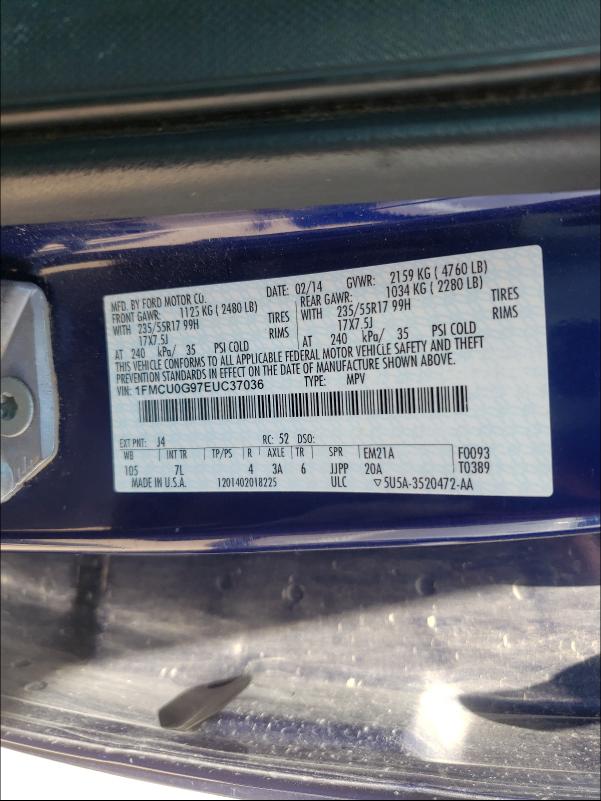 MFD. BY FORD MOTOR CO. DATE: 02/14 GVWR: 2159 KG ( 4760 LB)
FRONT GAWR: 1125 KG ( 2480 LB) REAR GAWR: 1034 KG ( 2280 LB)
WITH 235/55R17 99H TIRES WITH 235/55R17 99H TIRES
17X7.5J RIMS 17X7.5J RIMS
AT 240 kPa/ 35 PSI COLD AT 240 kPa/ 35 PSI COLD
THIS VEHICLE CONFORMS TO ALL APPLICABLE FEDERAL MOTOR VEHICLE SAFETY AND THEFT
PREVENTION STANDARDS IN EFFECT ON THE DATE OF MANUFACTURE SHOWN ABOVE.
VIN: 1FMCU0G97EUC37036 TYPE: MPV
EXT PNT: J4 RC: 52 DSO:
WB INT TR TP/PS R AXLE TR SPR EM21A F0093
105 7L 4 3A 6 JJPP 20A T0389
MADE IN U.S.A. 1201402018225 ULC ▽5U5A-3520472-AA